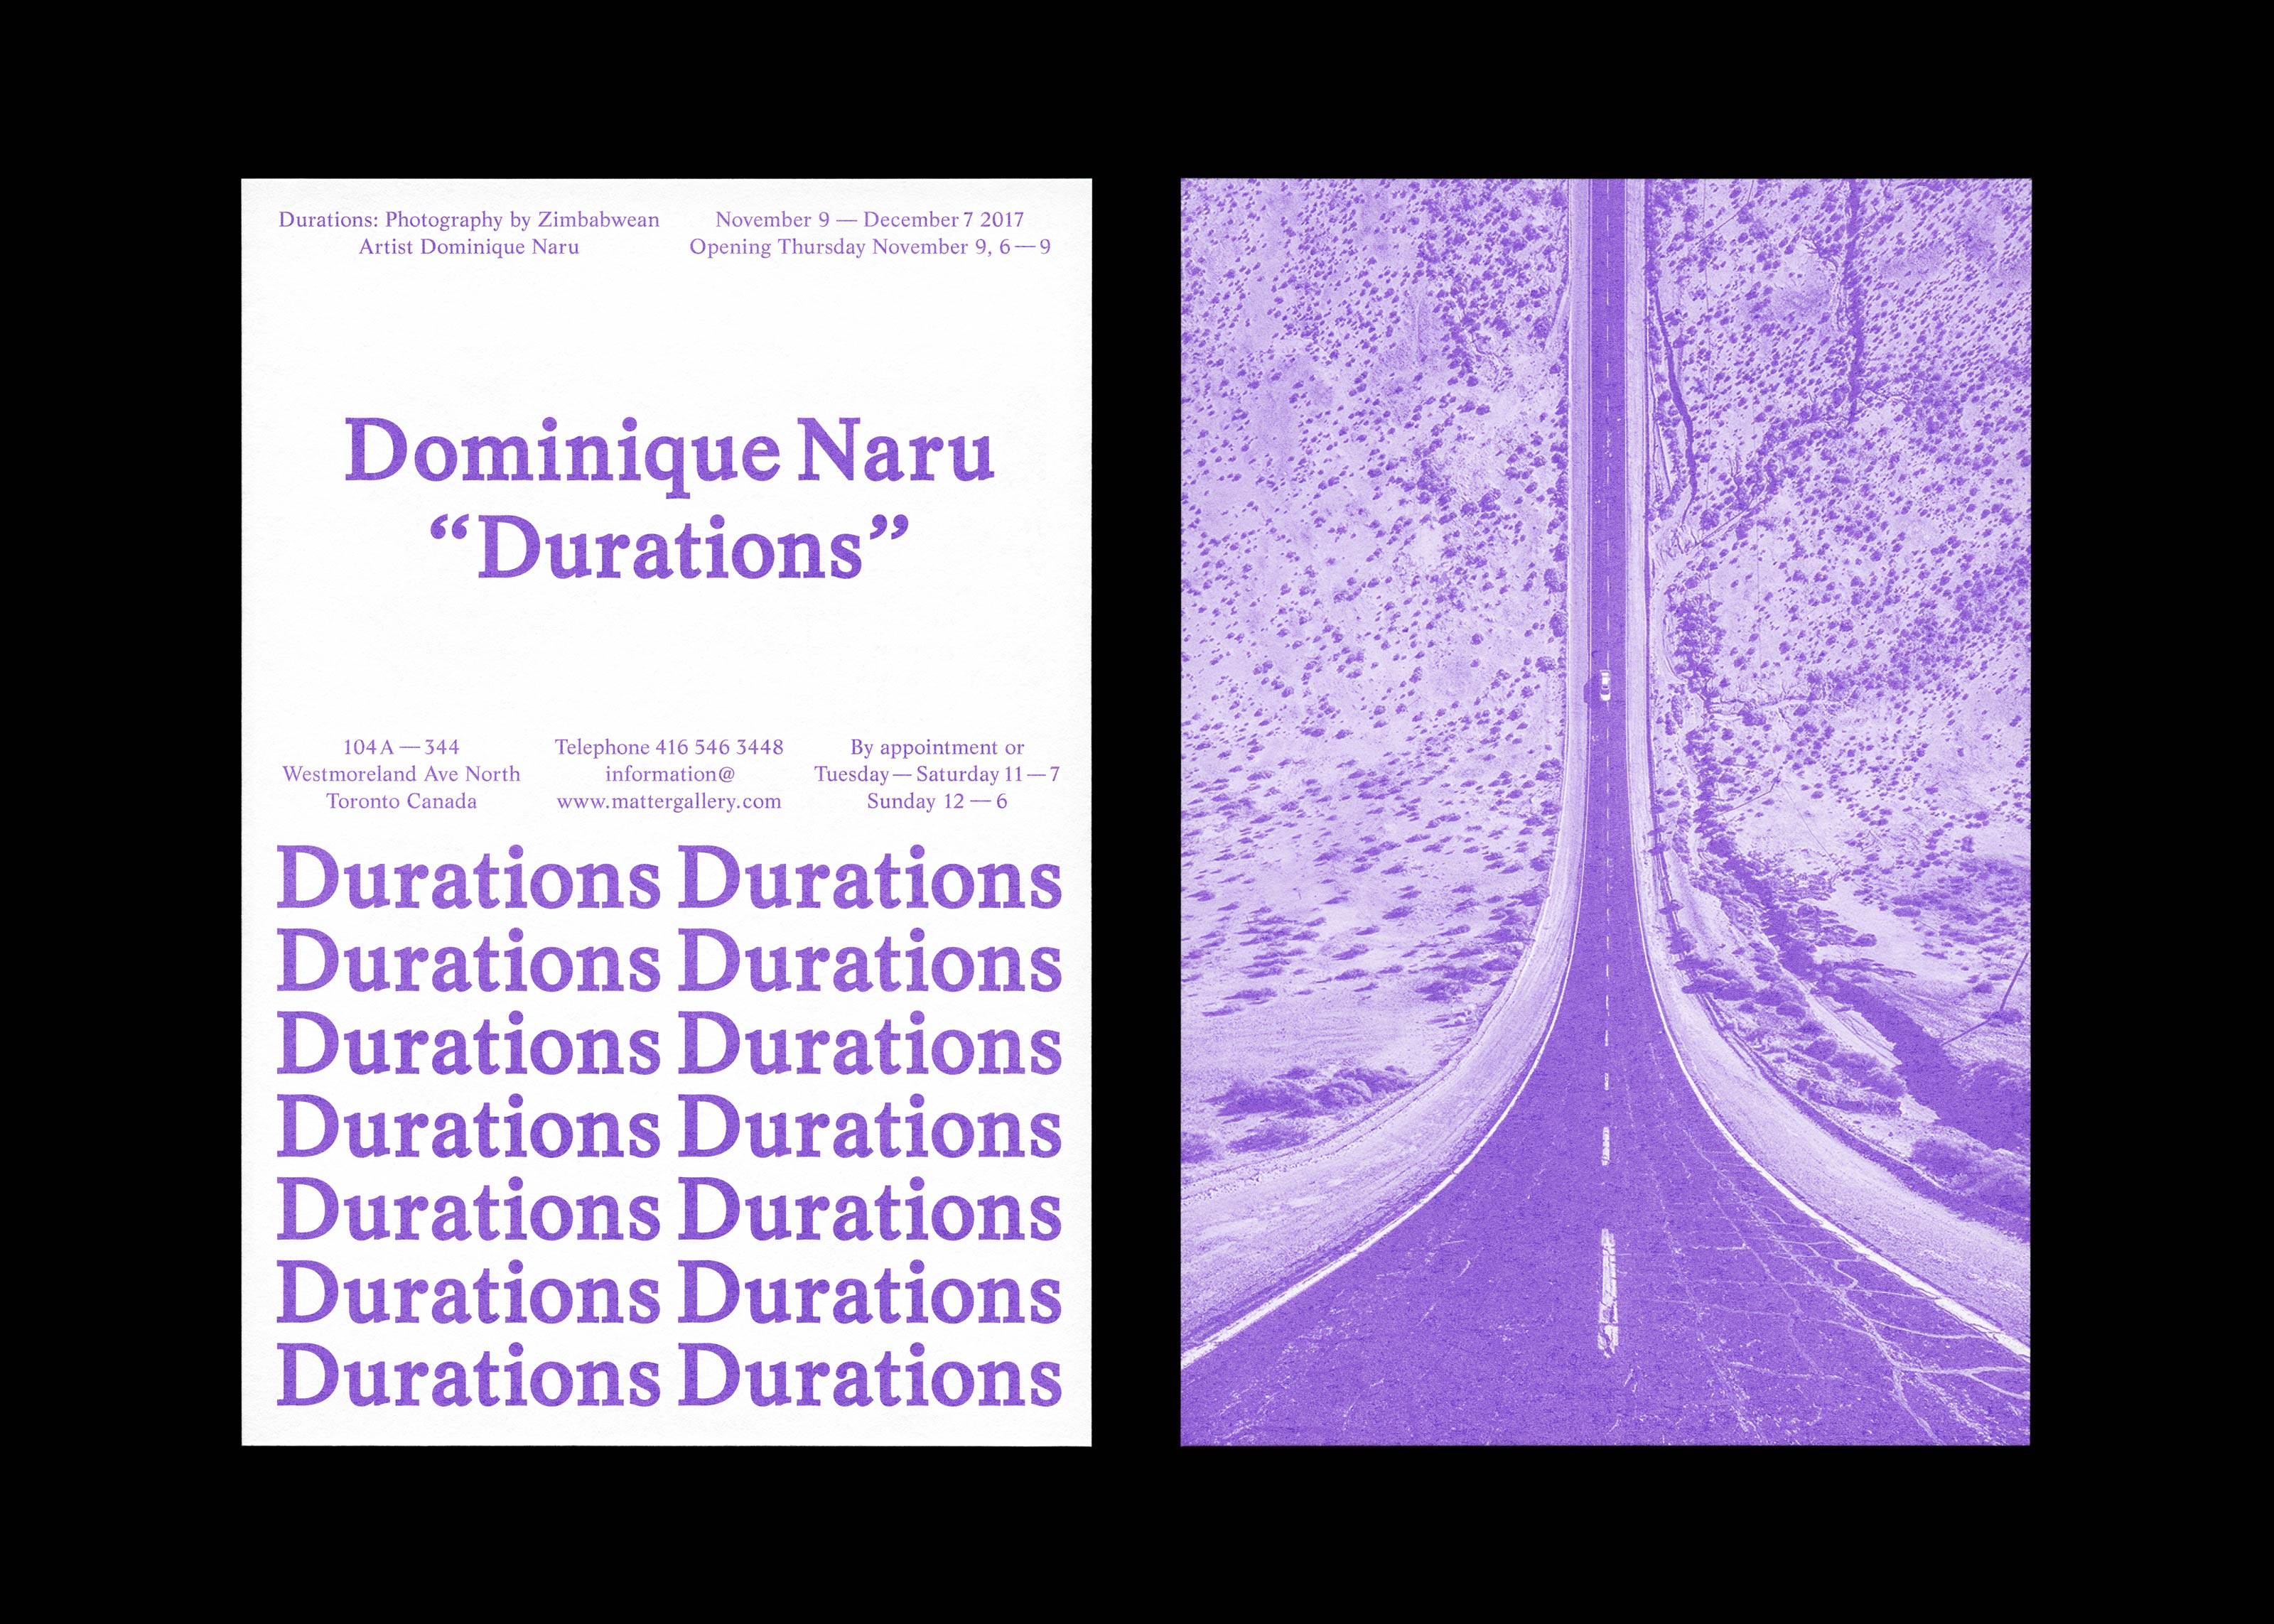 Durations: Photography by Zimbabwean
Artist Dominique Naru
November 9 — December 7 2017
Opening Thursday November 9, 6 — 9
Dominique Naru
“Durations”
104 A — 344
Westmoreland Ave North
Toronto Canada
Telephone 416 546 3448
information@
www.mattergallery.com
By appointment or
Tuesday — Saturday 11 — 7
Sunday 12 — 6
Durations Durations
Durations Durations
Durations Durations
Durations Durations
Durations Durations
Durations Durations
Durations Durations